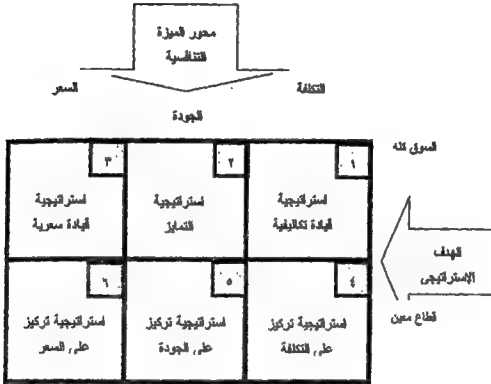 محور الميزة
التنافسية
التكلفة
السعر
الجودة
السوق كله
١
٢
٣
استراتيجية
قيادة تكاليفية
استراتيجية
التمايز
استراتيجية
قيادة سعرية
الهدف
الإستراتيجى
٤
٥
٦
استراتيجية تركيز
على التكلفة
استراتيجية تركيز
على الجودة
استراتيجية تركيز
على السعر
قطاع معين